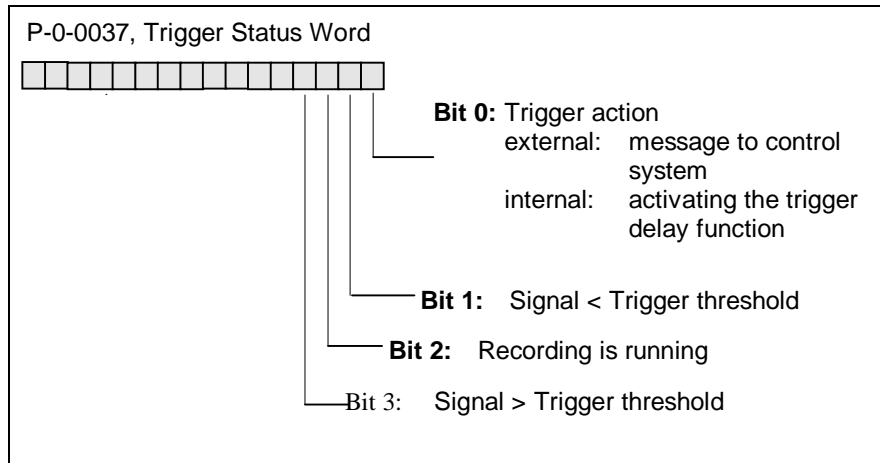 P-0-0037, Trigger Status Word
Bit 0: Trigger action
external: message to control
system
internal: activating the trigger
delay function
Bit 1: Signal < Trigger threshold
Bit 2: Recording is running
Bit 3: Signal > Trigger threshold